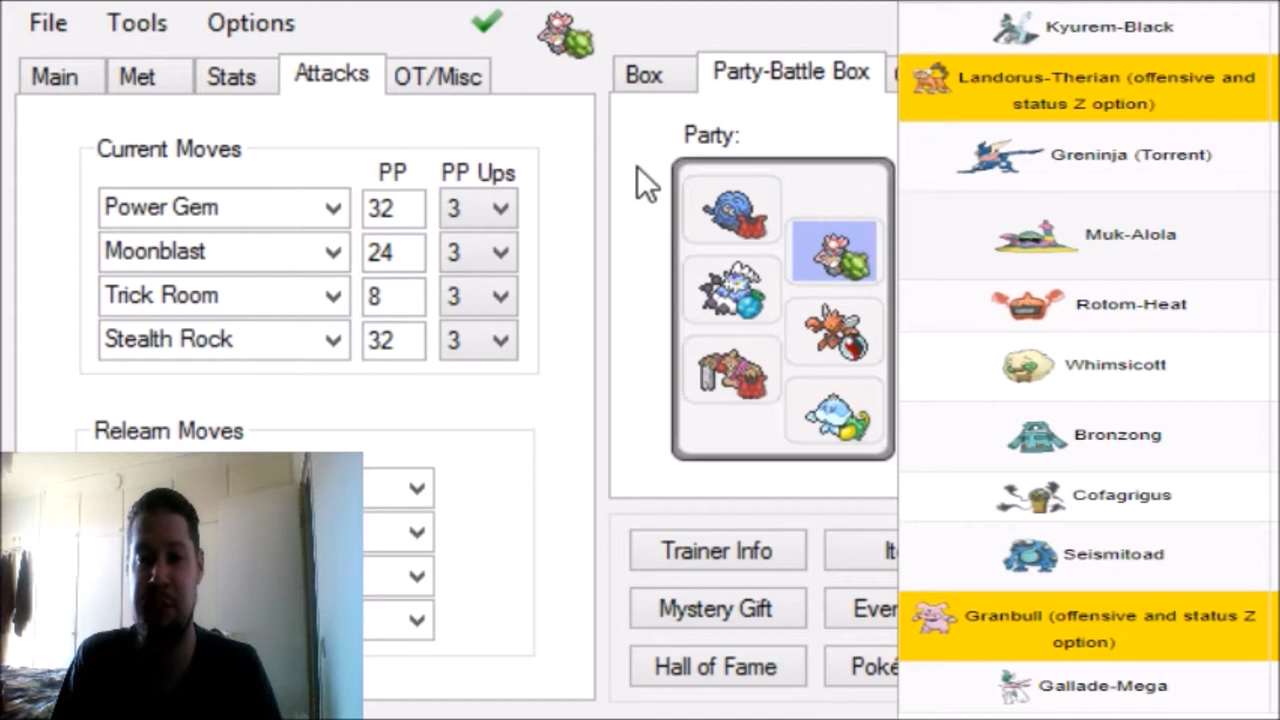 File Tools Options
Main Met Stats Attacks OT/Misc
Current Moves
PP PP Ups
Power Gem 32 3
Moonblast 24 3
Trick Room 8 3
Stealth Rock 32 3
Relearn Moves
Box Party-Battle Box
Party:
Trainer Info It
Mystery Gift Ever
Hall of Fame Poké
Kyurem-Black
Landorus-Therian (offensive and
status Z option)
Greninja (Torrent)
Muk-Alola
Rotom-Heat
Whimsicott
Bronzong
Cofagrigus
Seismitoad
Granbull (offensive and status Z
option)
Gallade-Mega